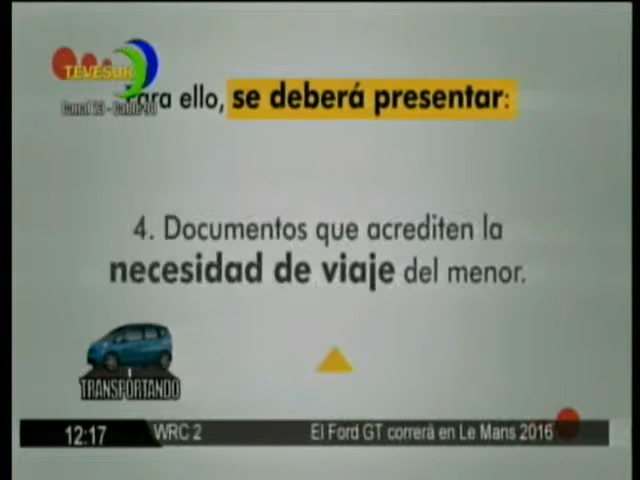 TEVESUR
Para ello, se deberá presentar:
4. Documentos que acrediten la
necesidad de viaje del menor.
TRANSPORTANDO
12:17
WRC 2
El Ford GT correrá en Le Mans 2016